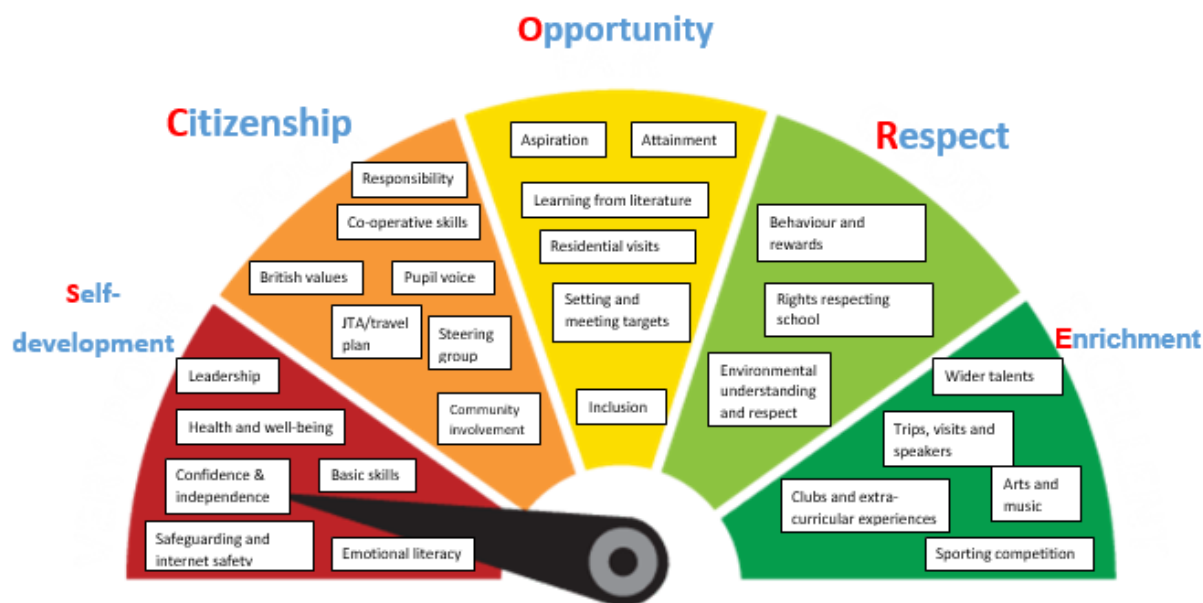 Opportunity
Citizenship
Respect
Self-
development
Enrichment
Leadership
Health and well-being
Confidence &
independence
Basic skills
Safeguarding and
internet safety
Emotional literacy
Responsibility
Co-operative skills
British values
Pupil voice
JTA/travel
plan
Steering
group
Community
involvement
Aspiration
Attainment
Learning from literature
Residential visits
Setting and
meeting targets
Inclusion
Behaviour and
rewards
Rights respecting
school
Environmental
understanding
and respect
Wider talents
Trips, visits and
speakers
Arts and
music
Clubs and extra-
curricular experiences
Sporting competition